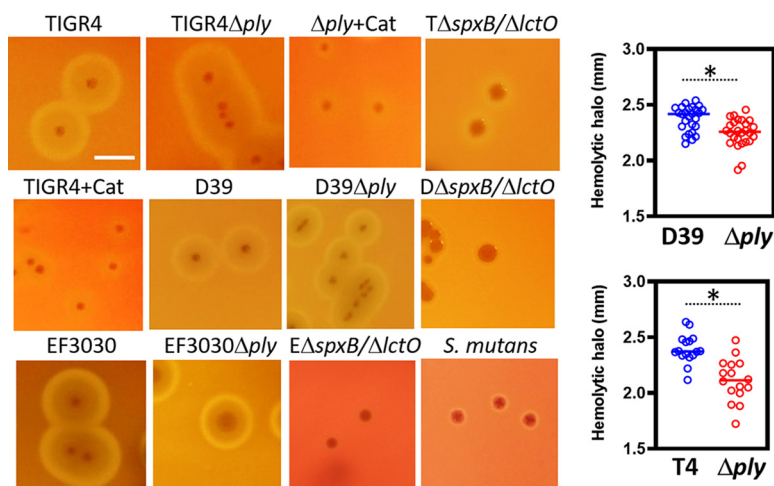 TIGR4 TIGR4Δply Δply+Cat TΔspxB/ΔlctO
TIGR4+Cat D39 D39Δply DΔspxB/ΔlctO
EF3030 EF3030Δply EΔspxB/ΔlctO S. mutans
Hemolytic halo (mm)
3.0
2.5
2.0
1.5
*
D39 Δply
Hemolytic halo (mm)
3.0
2.5
2.0
1.5
*
T4 Δply